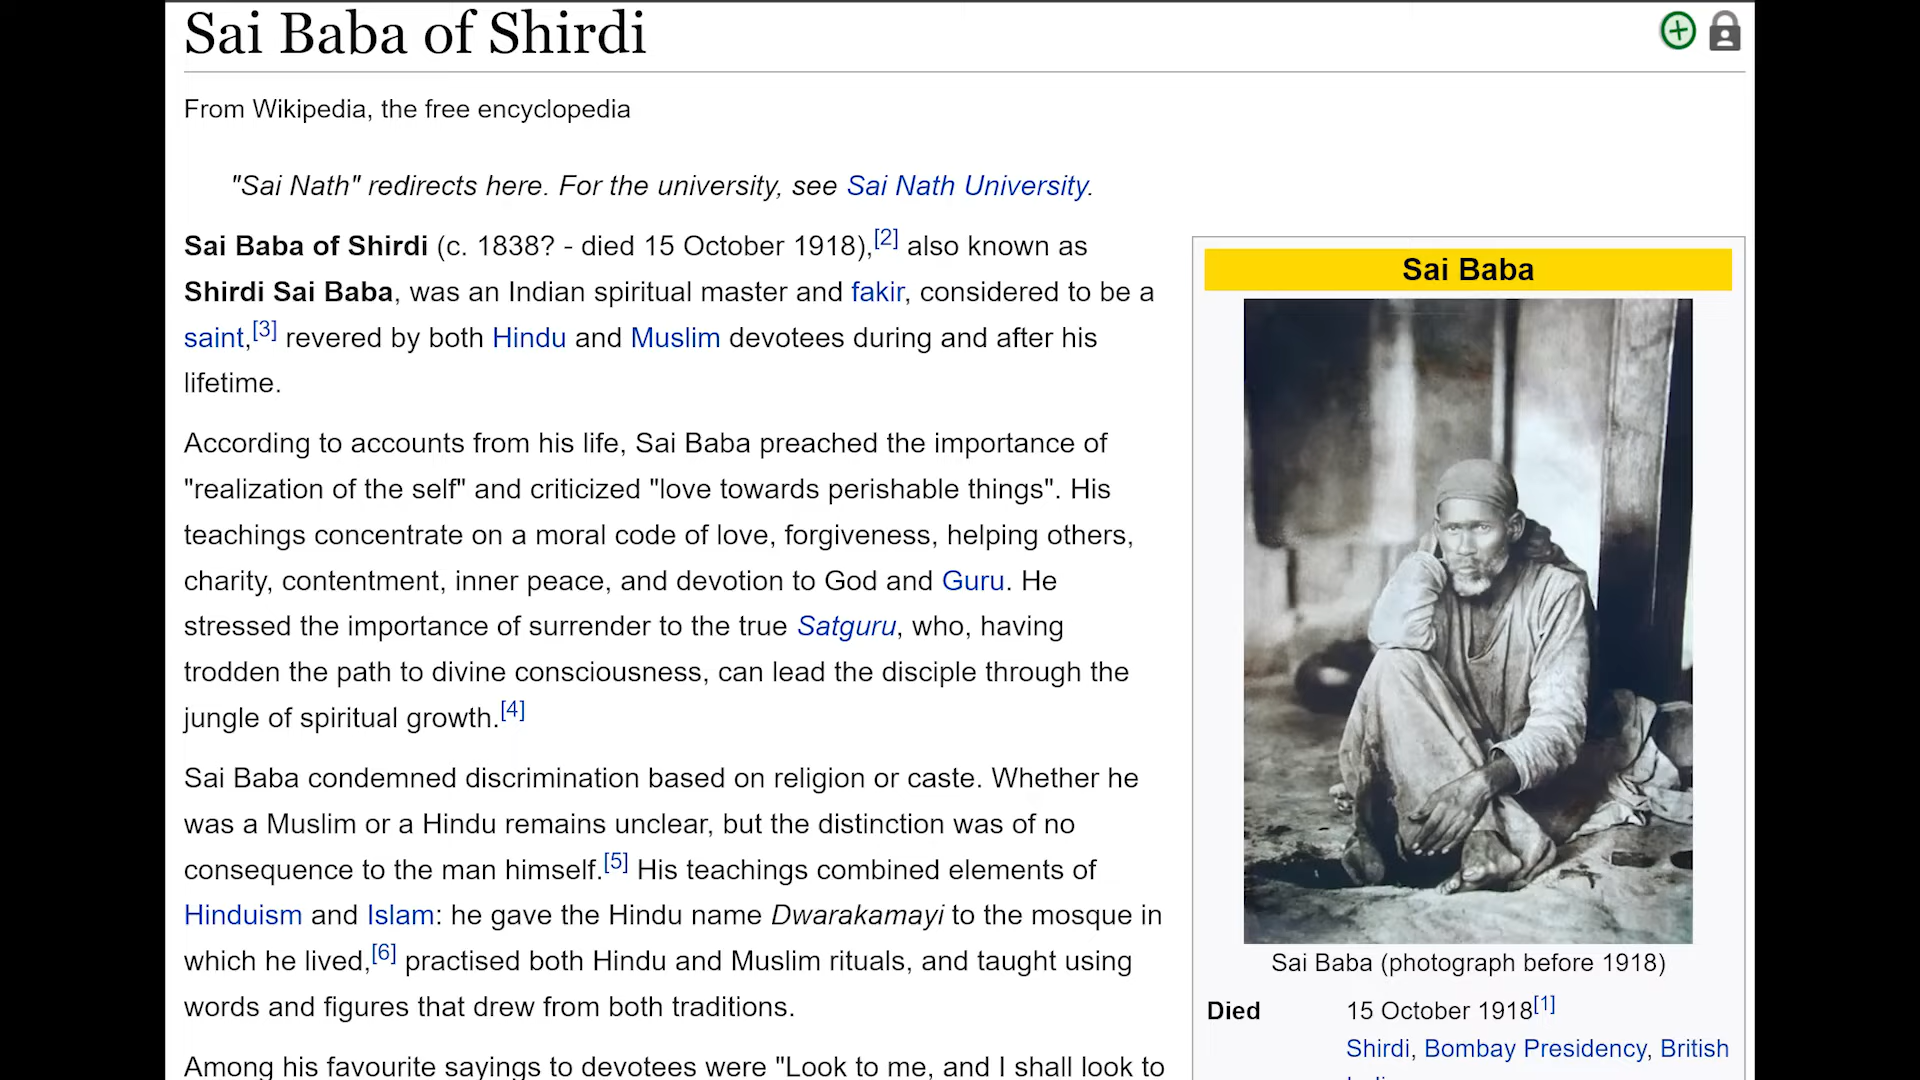 Sai Baba of Shirdi
From Wikipedia, the free encyclopedia
"Sai Nath" redirects here. For the university, see Sai Nath University.
Sai Baba of Shirdi (c. 1838? - died 15 October 1918),[2] also known as
Shirdi Sai Baba, was an Indian spiritual master and fakir, considered to be a
saint,[3] revered by both Hindu and Muslim devotees during and after his
lifetime.
According to accounts from his life, Sai Baba preached the importance of
"realization of the self" and criticized "love towards perishable things". His
teachings concentrate on a moral code of love, forgiveness, helping others,
charity, contentment, inner peace, and devotion to God and Guru. He
stressed the importance of surrender to the true Satguru, who, having
trodden the path to divine consciousness, can lead the disciple through the
jungle of spiritual growth.[4]
Sai Baba condemned discrimination based on religion or caste. Whether he
was a Muslim or a Hindu remains unclear, but the distinction was of no
consequence to the man himself.[5] His teachings combined elements of
Hinduism and Islam: he gave the Hindu name Dwarakamayi to the mosque in
which he lived,[6] practised both Hindu and Muslim rituals, and taught using
words and figures that drew from both traditions.
Among his favourite sayings to devotees were "Look to me, and I shall look to
Sai Baba
Sai Baba (photograph before 1918)
Died 15 October 1918[1]
Shirdi, Bombay Presidency, British